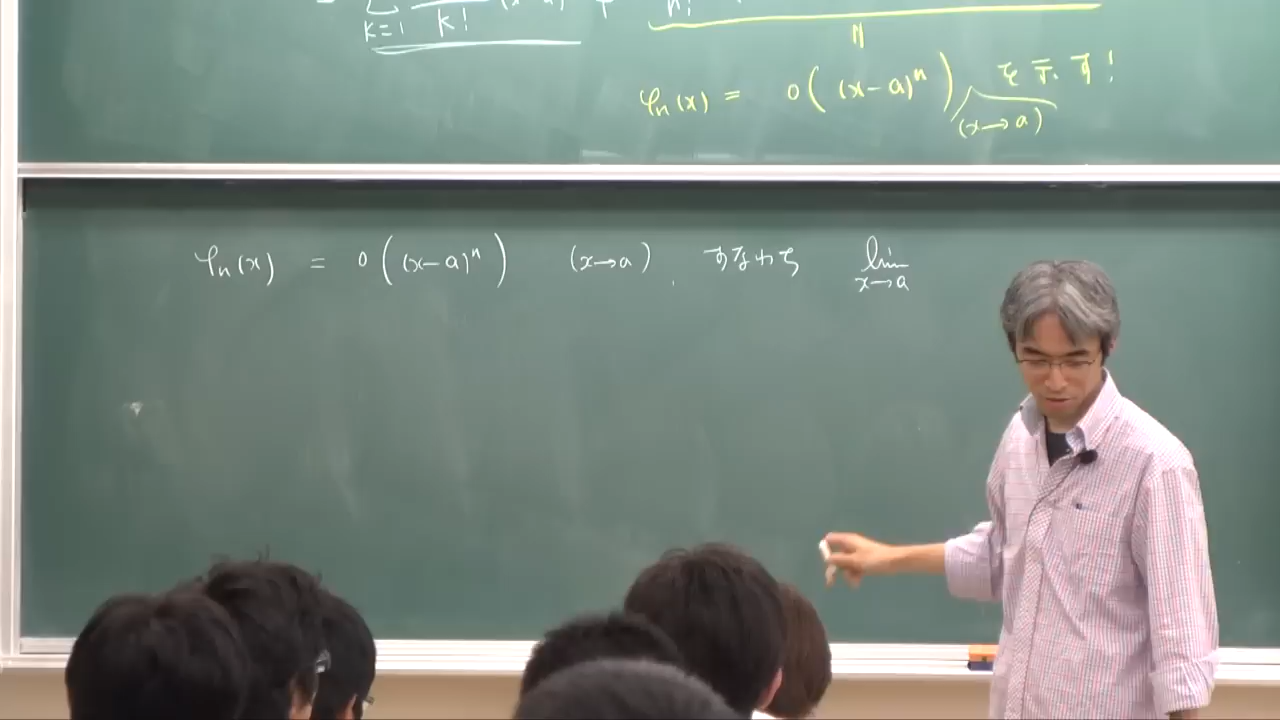 k=1 k! n!
φₙ(x) = o((x-a)ⁿ) を示す!
(x→a)
φₙ(x) = o((x-a)ⁿ) (x→a), すなわち lim
x→a